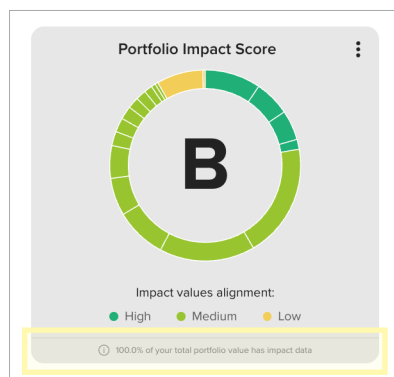 Portfolio Impact Score
B
Impact values alignment:
High Medium Low
100.0% of your total portfolio value has impact data